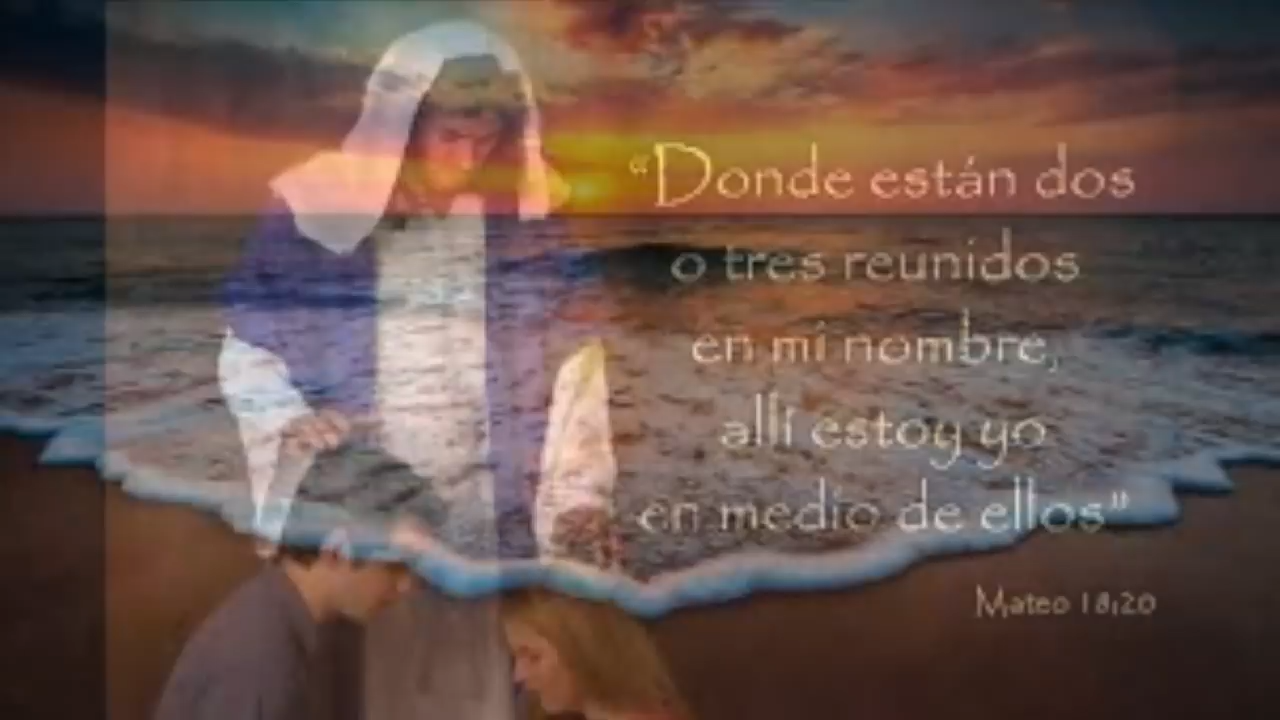 “Donde están dos
o tres reunidos
en mi nombre,
allí estoy yo
en medio de ellos”
Mateo 18:20